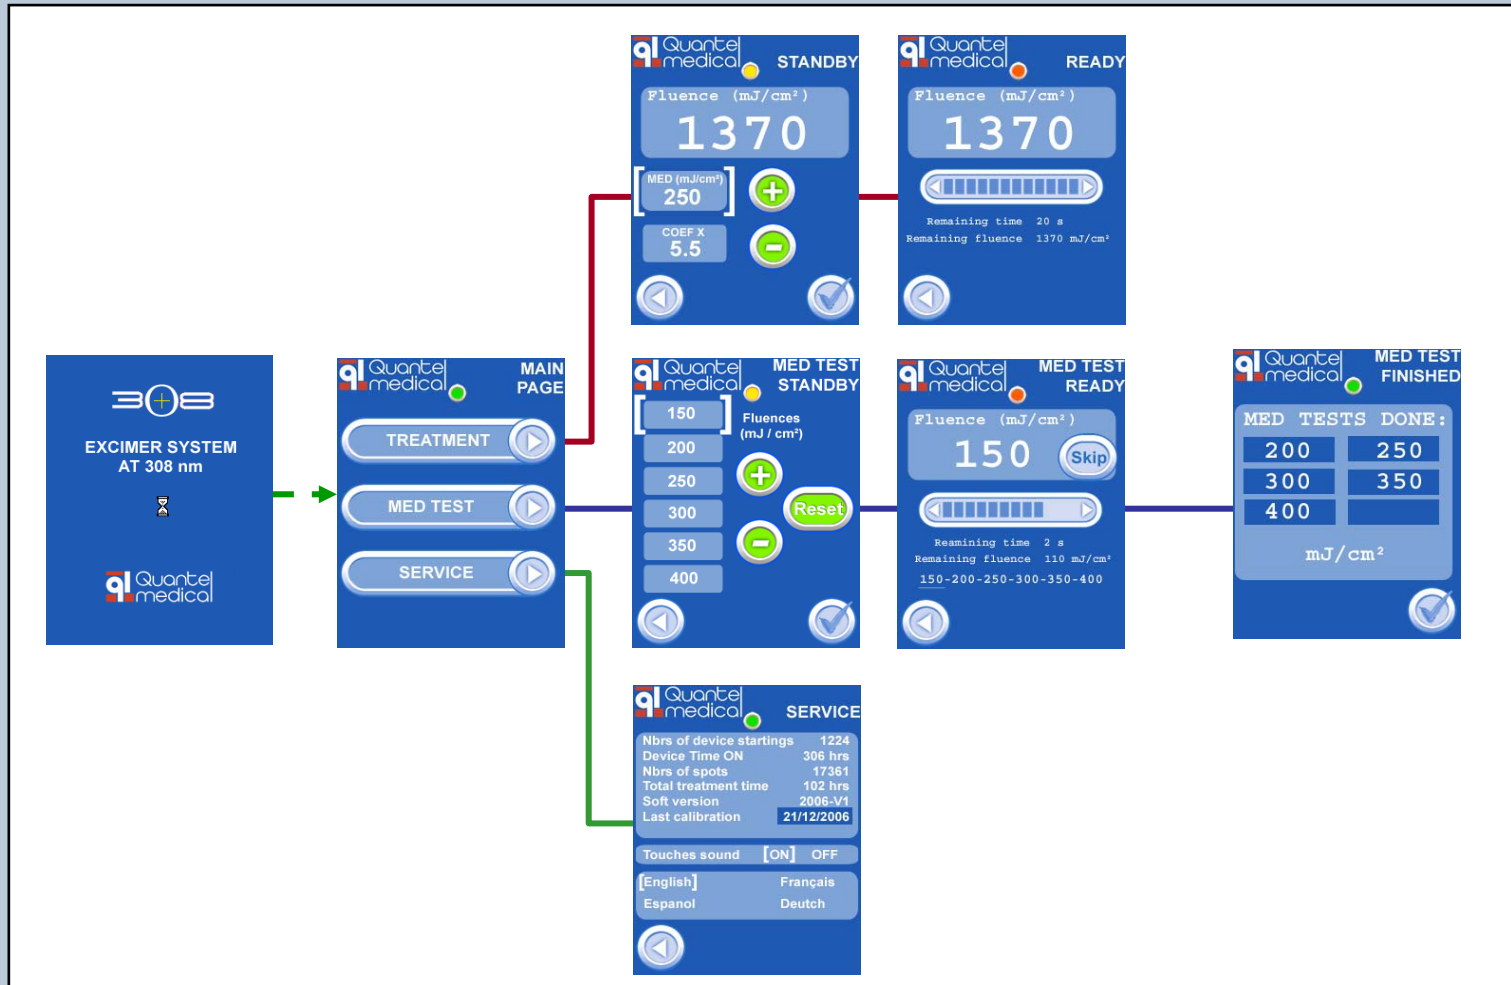 308
EXCIMER SYSTEM
AT 308 nm
Quantel
medical
Quantel
medical
MAIN
PAGE
TREATMENT
MED TEST
SERVICE
Quantel
medical
STANDBY
Fluence (mJ/cm²)
1370
MED (mJ/cm²)
250
COEF X
5.5
Quantel
medical
READY
Fluence (mJ/cm²)
1370
Remaining time 20 s
Remaining fluence 1370 mJ/cm²
Quantel
medical
MED TEST
STANDBY
150
200
250
300
350
400
Fluences
(mJ / cm²)
Reset
Quantel
medical
MED TEST
READY
Fluence (mJ/cm²)
150
Skip
Reamining time 2 s
Remaining fluence 110 mJ/cm²
150-200-250-300-350-400
Quantel
medical
MED TEST
FINISHED
MED TESTS DONE:
200 250
300 350
400
mJ/cm²
Quantel
medical
SERVICE
Nbrs of device startings 1224
Device Time ON 306 hrs
Nbrs of spots 17361
Total treatment time 102 hrs
Soft version 2006-V1
Last calibration 21/12/2006
Touches sound [ON] OFF
[English] Français
Espanol Deutch